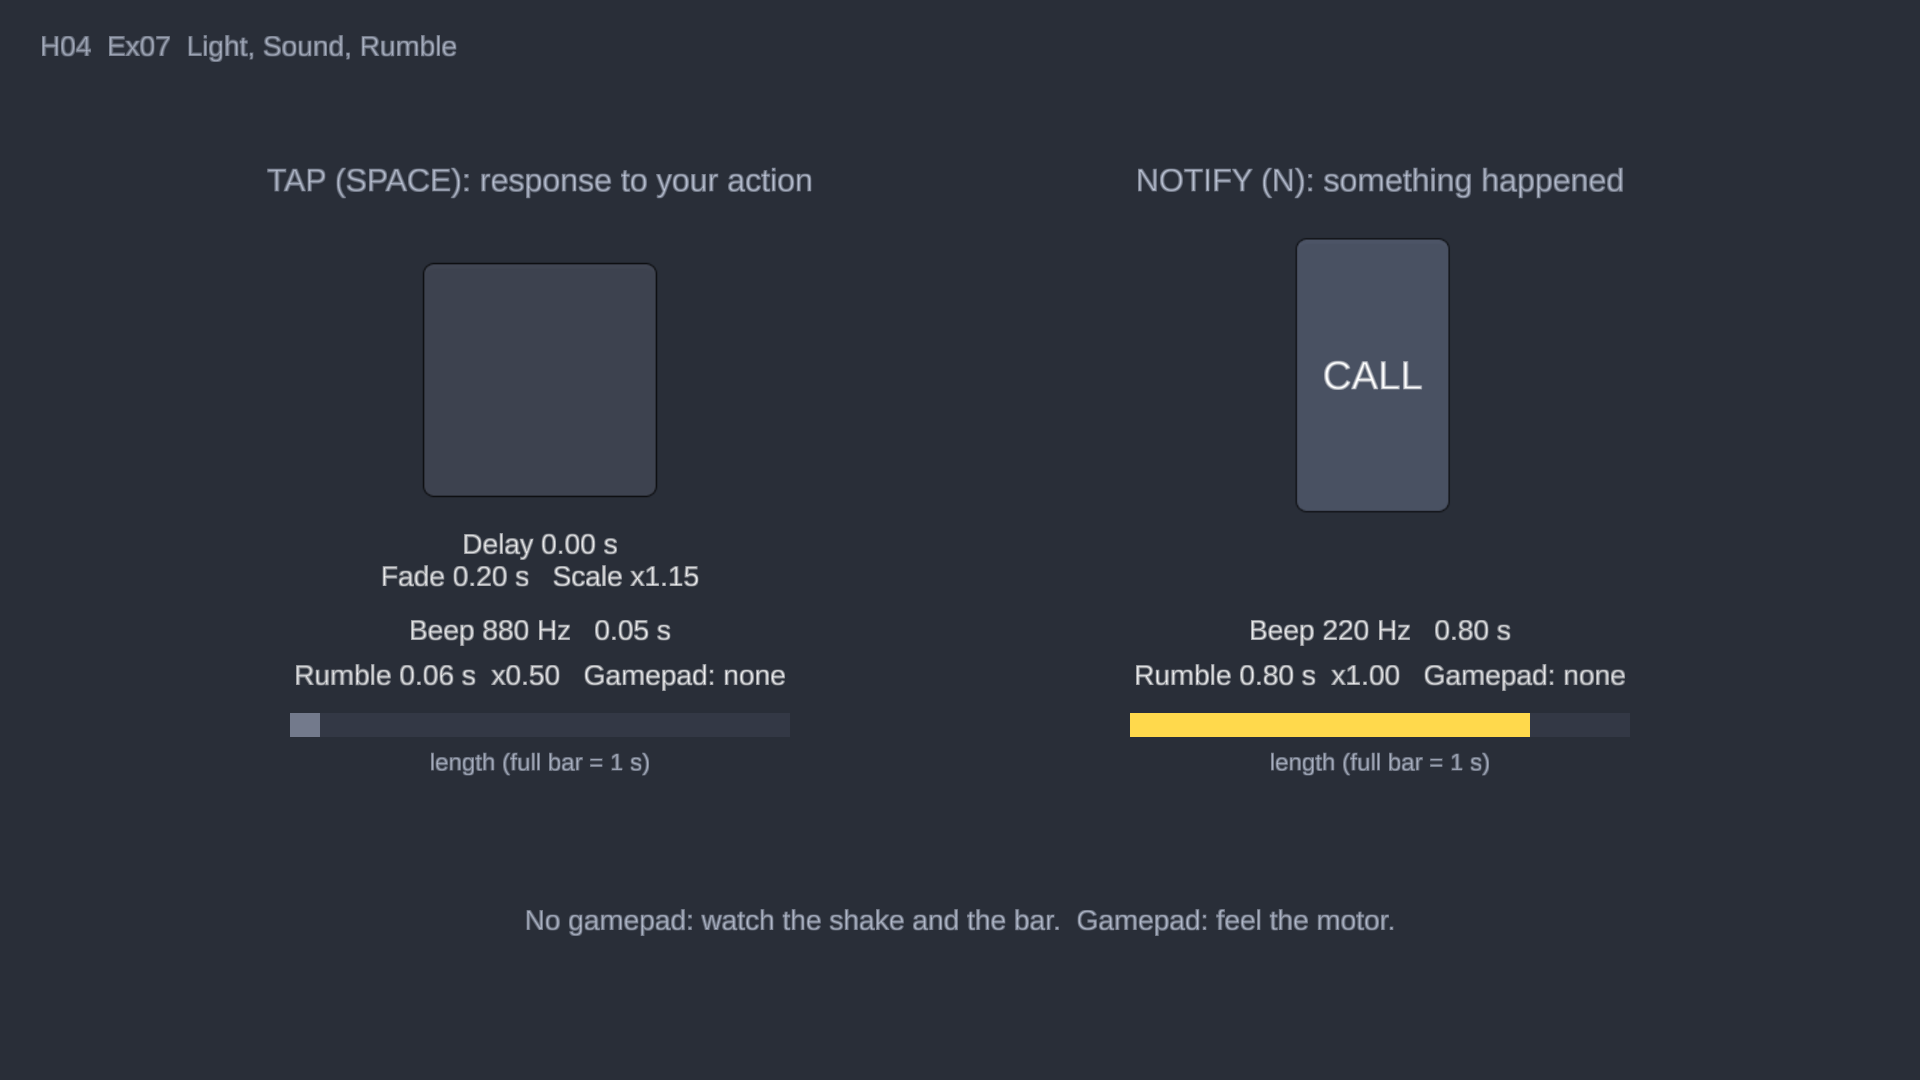 H04  Ex07  Light, Sound, Rumble
TAP (SPACE): response to your action
Delay 0.00 s
Fade 0.20 s   Scale x1.15
Beep 880 Hz   0.05 s
Rumble 0.06 s  x0.50   Gamepad: none
length (full bar = 1 s)
NOTIFY (N): something happened
CALL
Beep 220 Hz   0.80 s
Rumble 0.80 s  x1.00   Gamepad: none
length (full bar = 1 s)
No gamepad: watch the shake and the bar.  Gamepad: feel the motor.